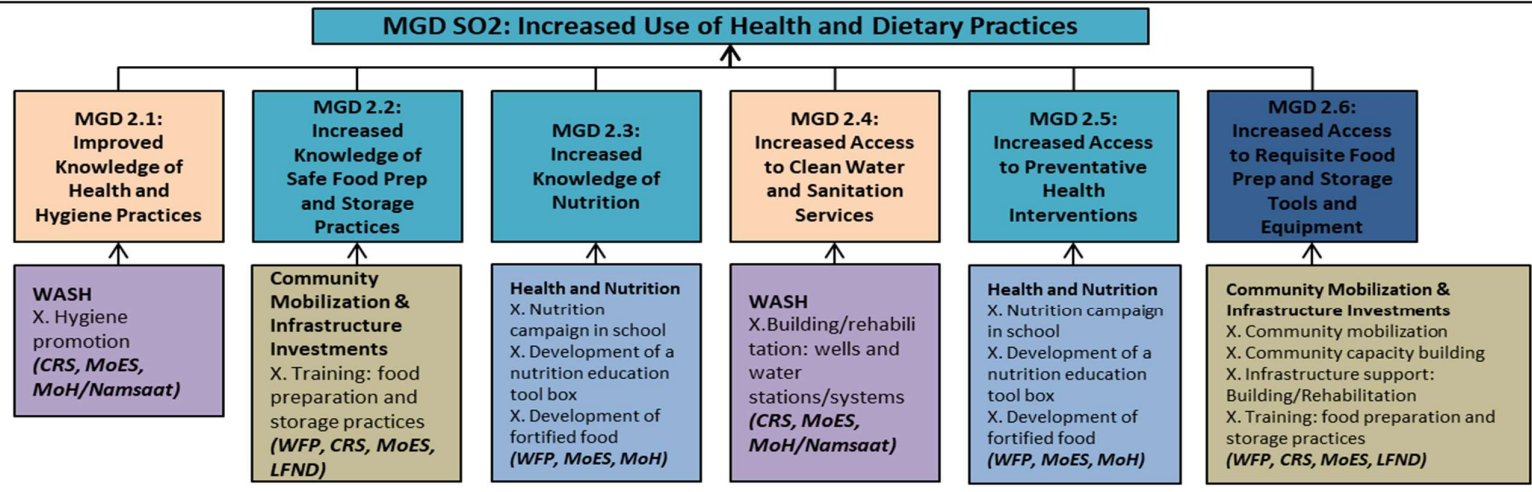 MGD SO2: Increased Use of Health and Dietary Practices
MGD 2.1:
Improved
Knowledge of
Health and
Hygiene Practices
MGD 2.2:
Increased
Knowledge of
Safe Food Prep
and Storage
Practices
MGD 2.3:
Increased
Knowledge of
Nutrition
MGD 2.4:
Increased Access
to Clean Water
and Sanitation
Services
MGD 2.5:
Increased Access
to Preventative
Health
Interventions
MGD 2.6:
Increased Access
to Requisite Food
Prep and Storage
Tools and
Equipment
WASH
X. Hygiene
promotion
(CRS, MoES,
MoH/Namsaat)
Community
Mobilization &
Infrastructure
Investments
X. Training: food
preparation and
storage practices
(WFP, CRS, MoES,
LFND)
Health and Nutrition
X. Nutrition
campaign in school
X. Development of a
nutrition education
tool box
X. Development of
fortified food
(WFP, MoES, MoH)
WASH
X.Building/rehabili
tation: wells and
water
stations/systems
(CRS, MoES,
MoH/Namsaat)
Health and Nutrition
X. Nutrition campaign
in school
X. Development of a
nutrition education
tool box
X. Development of
fortified food
(WFP, MoES, MoH)
Community Mobilization &
Infrastructure Investments
X. Community mobilization
X. Community capacity building
X. Infrastructure support:
Building/Rehabilitation
X. Training: food preparation and
storage practices
(WFP, CRS, MoES, LFND)